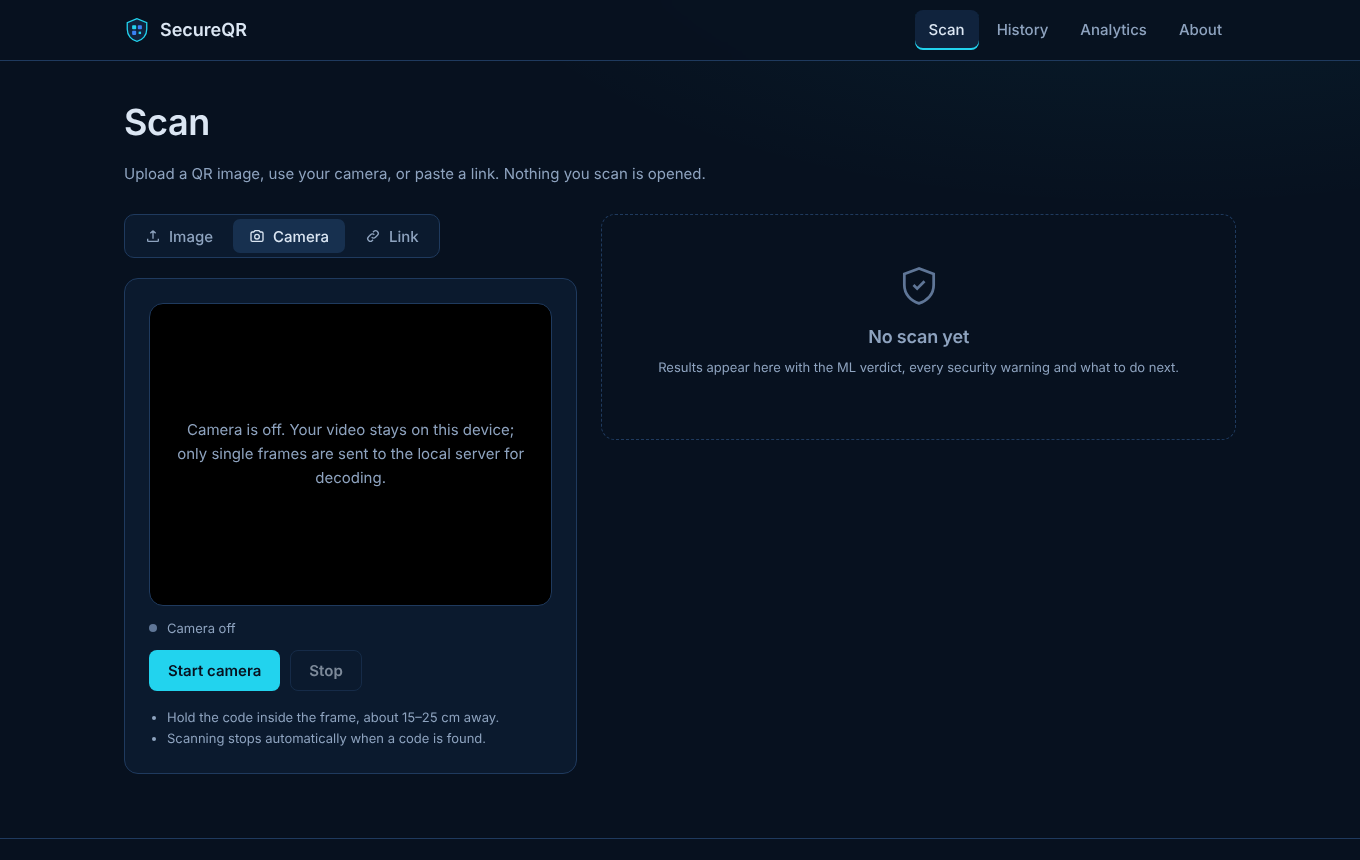 SecureQR
Scan
History
Analytics
About
Scan
Upload a QR image, use your camera, or paste a link. Nothing you scan is opened.
Image
Camera
Link
Camera is off. Your video stays on this device;
only single frames are sent to the local server for
decoding.
Camera off
Start camera
Stop
• Hold the code inside the frame, about 15–25 cm away.
• Scanning stops automatically when a code is found.
No scan yet
Results appear here with the ML verdict, every security warning and what to do next.